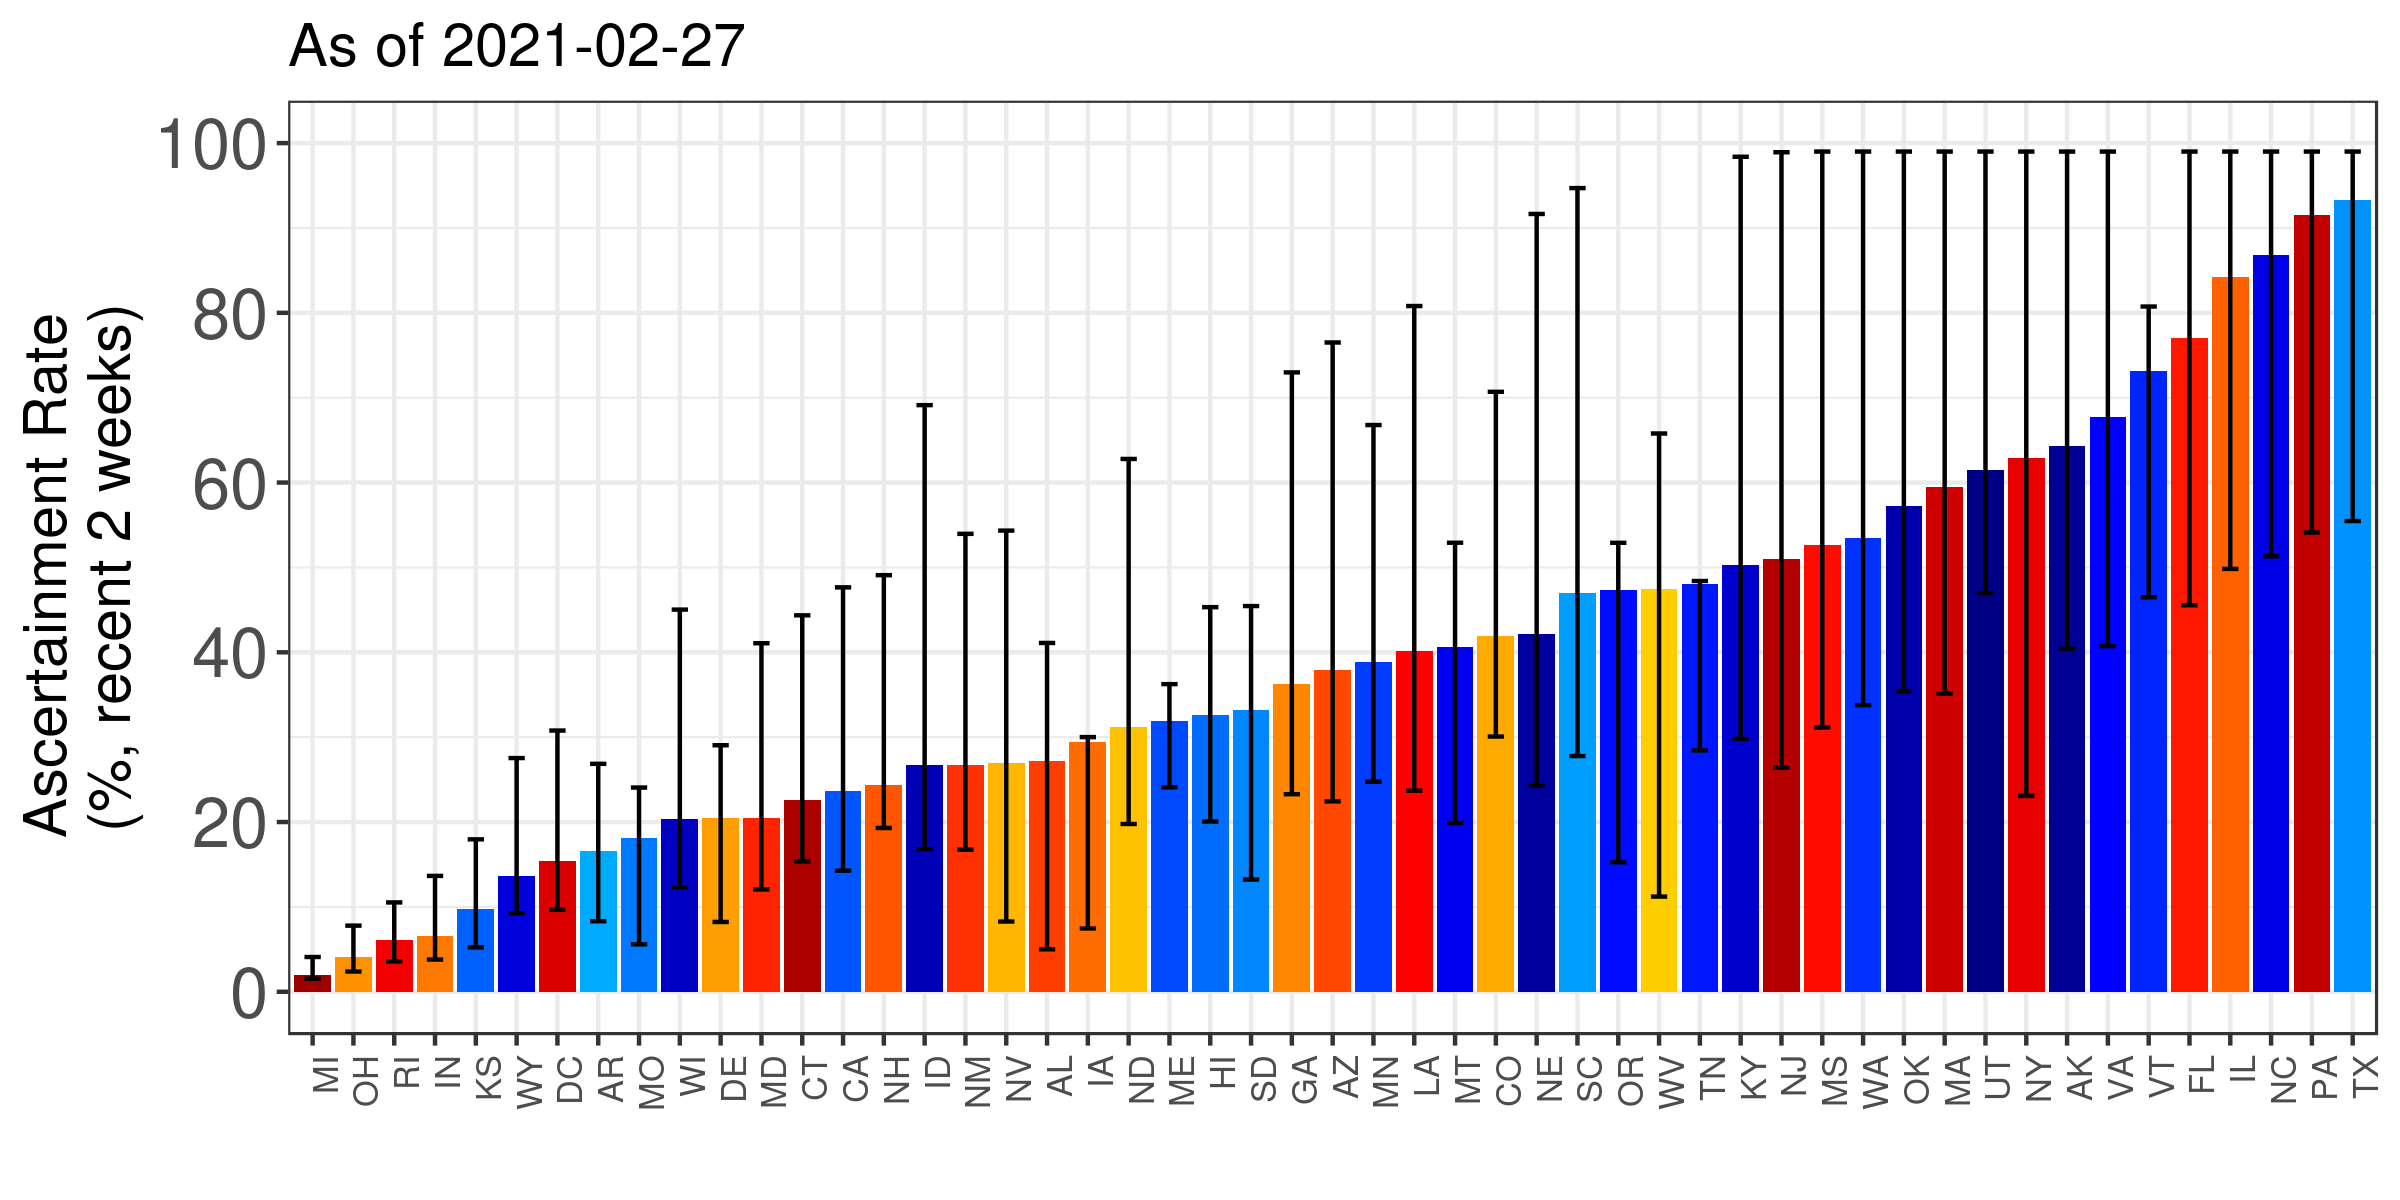 As of 2021-02-27
Ascertainment Rate
(%, recent 2 weeks)
100
80
60
40
20
0
MI OH RI IN KS WY DC AR MO WI DE MD CT CA NH ID NM NV AL IA ND ME HI SD GA AZ MN LA MT CO NE SC OR WV TN KY NJ MS WA OK MA UT NY AK VA VT FL IL NC PA TX